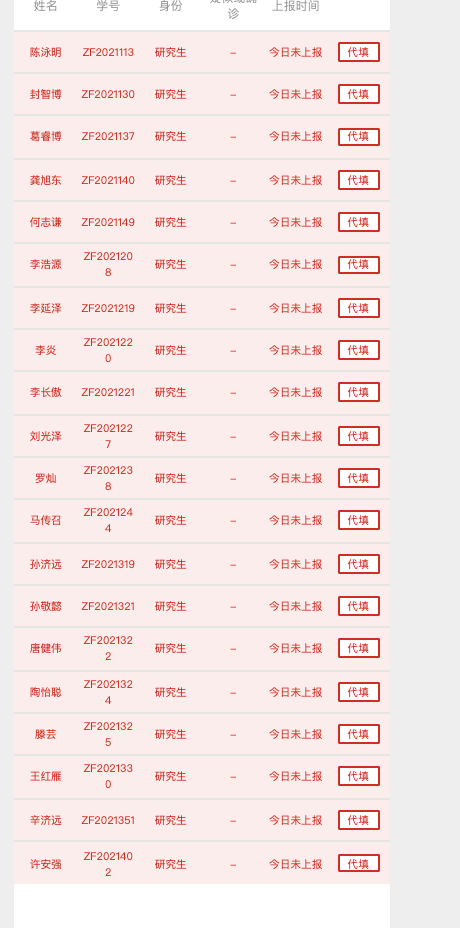 姓名 学号 身份 疑似或确诊 上报时间
陈泳明 ZF2021113 研究生 – 今日未上报 代填
封智博 ZF2021130 研究生 – 今日未上报 代填
葛睿博 ZF2021137 研究生 – 今日未上报 代填
龚旭东 ZF2021140 研究生 – 今日未上报 代填
何志谦 ZF2021149 研究生 – 今日未上报 代填
李浩源 ZF2021208 研究生 – 今日未上报 代填
李延泽 ZF2021219 研究生 – 今日未上报 代填
李炎 ZF2021220 研究生 – 今日未上报 代填
李长傲 ZF2021221 研究生 – 今日未上报 代填
刘光泽 ZF2021227 研究生 – 今日未上报 代填
罗灿 ZF2021238 研究生 – 今日未上报 代填
马传召 ZF2021244 研究生 – 今日未上报 代填
孙济远 ZF2021319 研究生 – 今日未上报 代填
孙敬懿 ZF2021321 研究生 – 今日未上报 代填
唐健伟 ZF2021322 研究生 – 今日未上报 代填
陶怡聪 ZF2021324 研究生 – 今日未上报 代填
滕芸 ZF2021325 研究生 – 今日未上报 代填
王红雁 ZF2021330 研究生 – 今日未上报 代填
辛济远 ZF2021351 研究生 – 今日未上报 代填
许安强 ZF2021402 研究生 – 今日未上报 代填